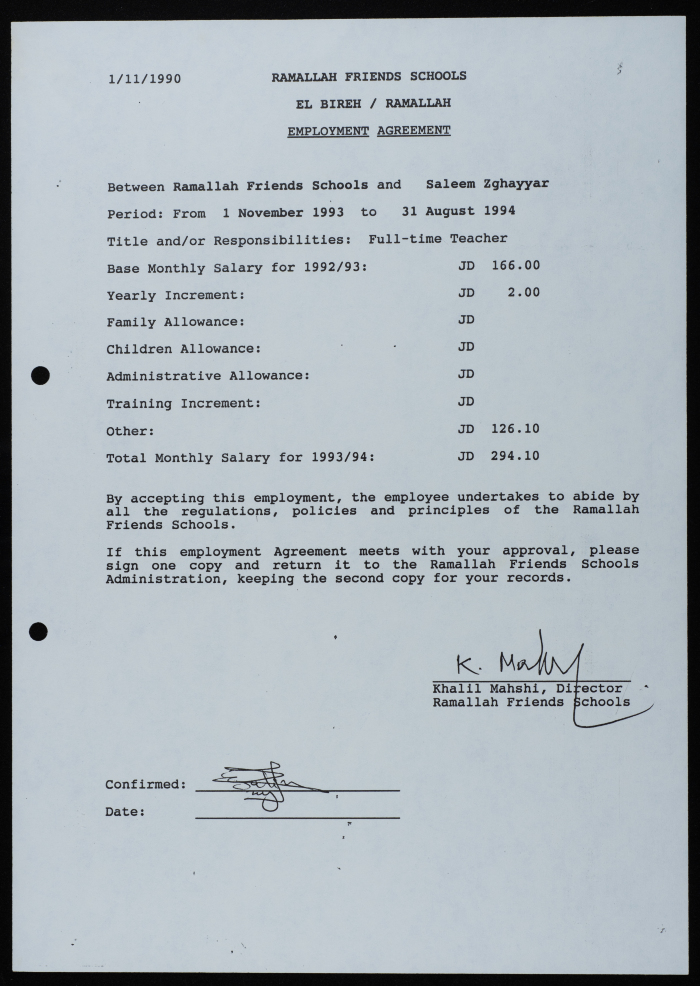 1/11/1990 RAMALLAH FRIENDS SCHOOLS
EL BIREH / RAMALLAH
EMPLOYMENT AGREEMENT
Between Ramallah Friends Schools and Saleem Zghayyar
Period: From 1 November 1993 to 31 August 1994
Title and/or Responsibilities: Full-time Teacher
Base Monthly Salary for 1992/93: JD 166.00
Yearly Increment: JD 2.00
Family Allowance: JD
Children Allowance: JD
Administrative Allowance: JD
Training Increment: JD
Other: JD 126.10
Total Monthly Salary for 1993/94: JD 294.10
By accepting this employment, the employee undertakes to abide by
all the regulations, policies and principles of the Ramallah
Friends Schools.
If this employment Agreement meets with your approval, please
sign one copy and return it to the Ramallah Friends Schools
Administration, keeping the second copy for your records.
K.
Khalil Mahshi, Director
Ramallah Friends Schools
Confirmed:
Date: